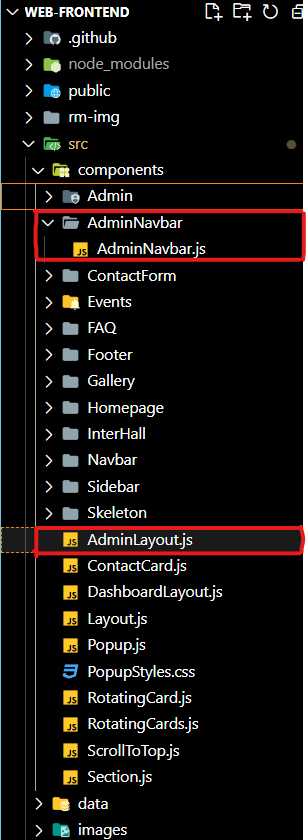 WEB-FRONTEND
.github
node_modules
public
rm-img
src
components
Admin
AdminNavbar
JS AdminNavbar.js
ContactForm
Events
FAQ
Footer
Gallery
Homepage
InterHall
Navbar
Sidebar
Skeleton
JS AdminLayout.js
JS ContactCard.js
JS DashboardLayout.js
JS Layout.js
JS Popup.js
PopupStyles.css
JS RotatingCard.js
JS RotatingCards.js
JS ScrollToTop.js
JS Section.js
data
images